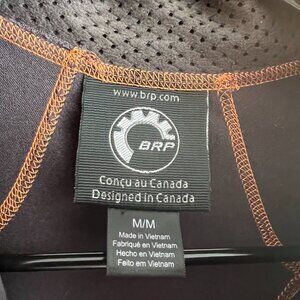 www.brp.com
BRP
Conçu au Canada
Designed in Canada
M/M
Made in Vietnam
Fabriqué en Vietnam
Hecho en Vietnam
Feito em Vietnam